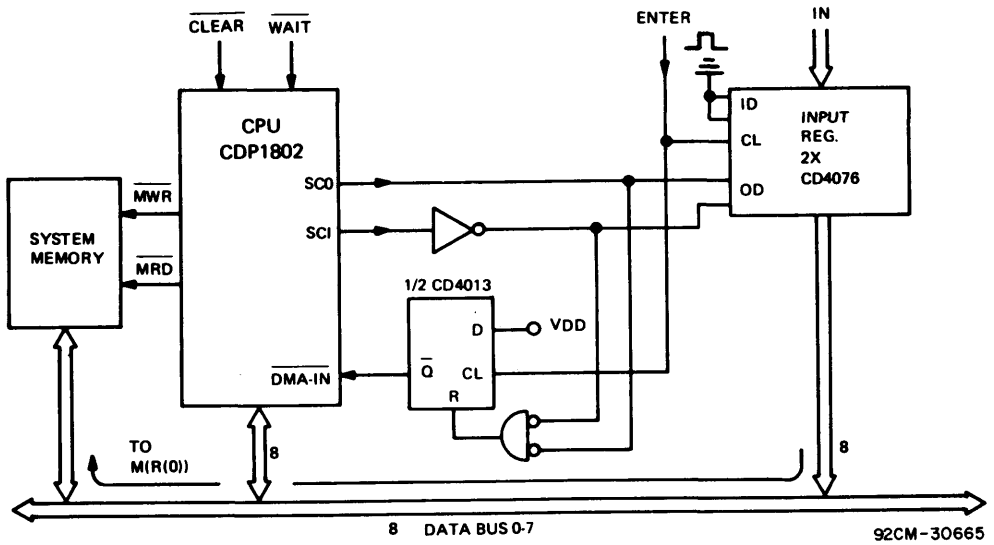 CLEAR WAIT
ENTER
IN
CPU
CDP1802
ID
INPUT
REG.
2X
CD4076
CL
OD
SC0
SCI
MWR
MRD
SYSTEM
MEMORY
1/2 CD4013
D
VDD
Q
CL
R
DMA-IN
TO
M(R(0))
8
8
8 DATA BUS 0-7
92CM-30665